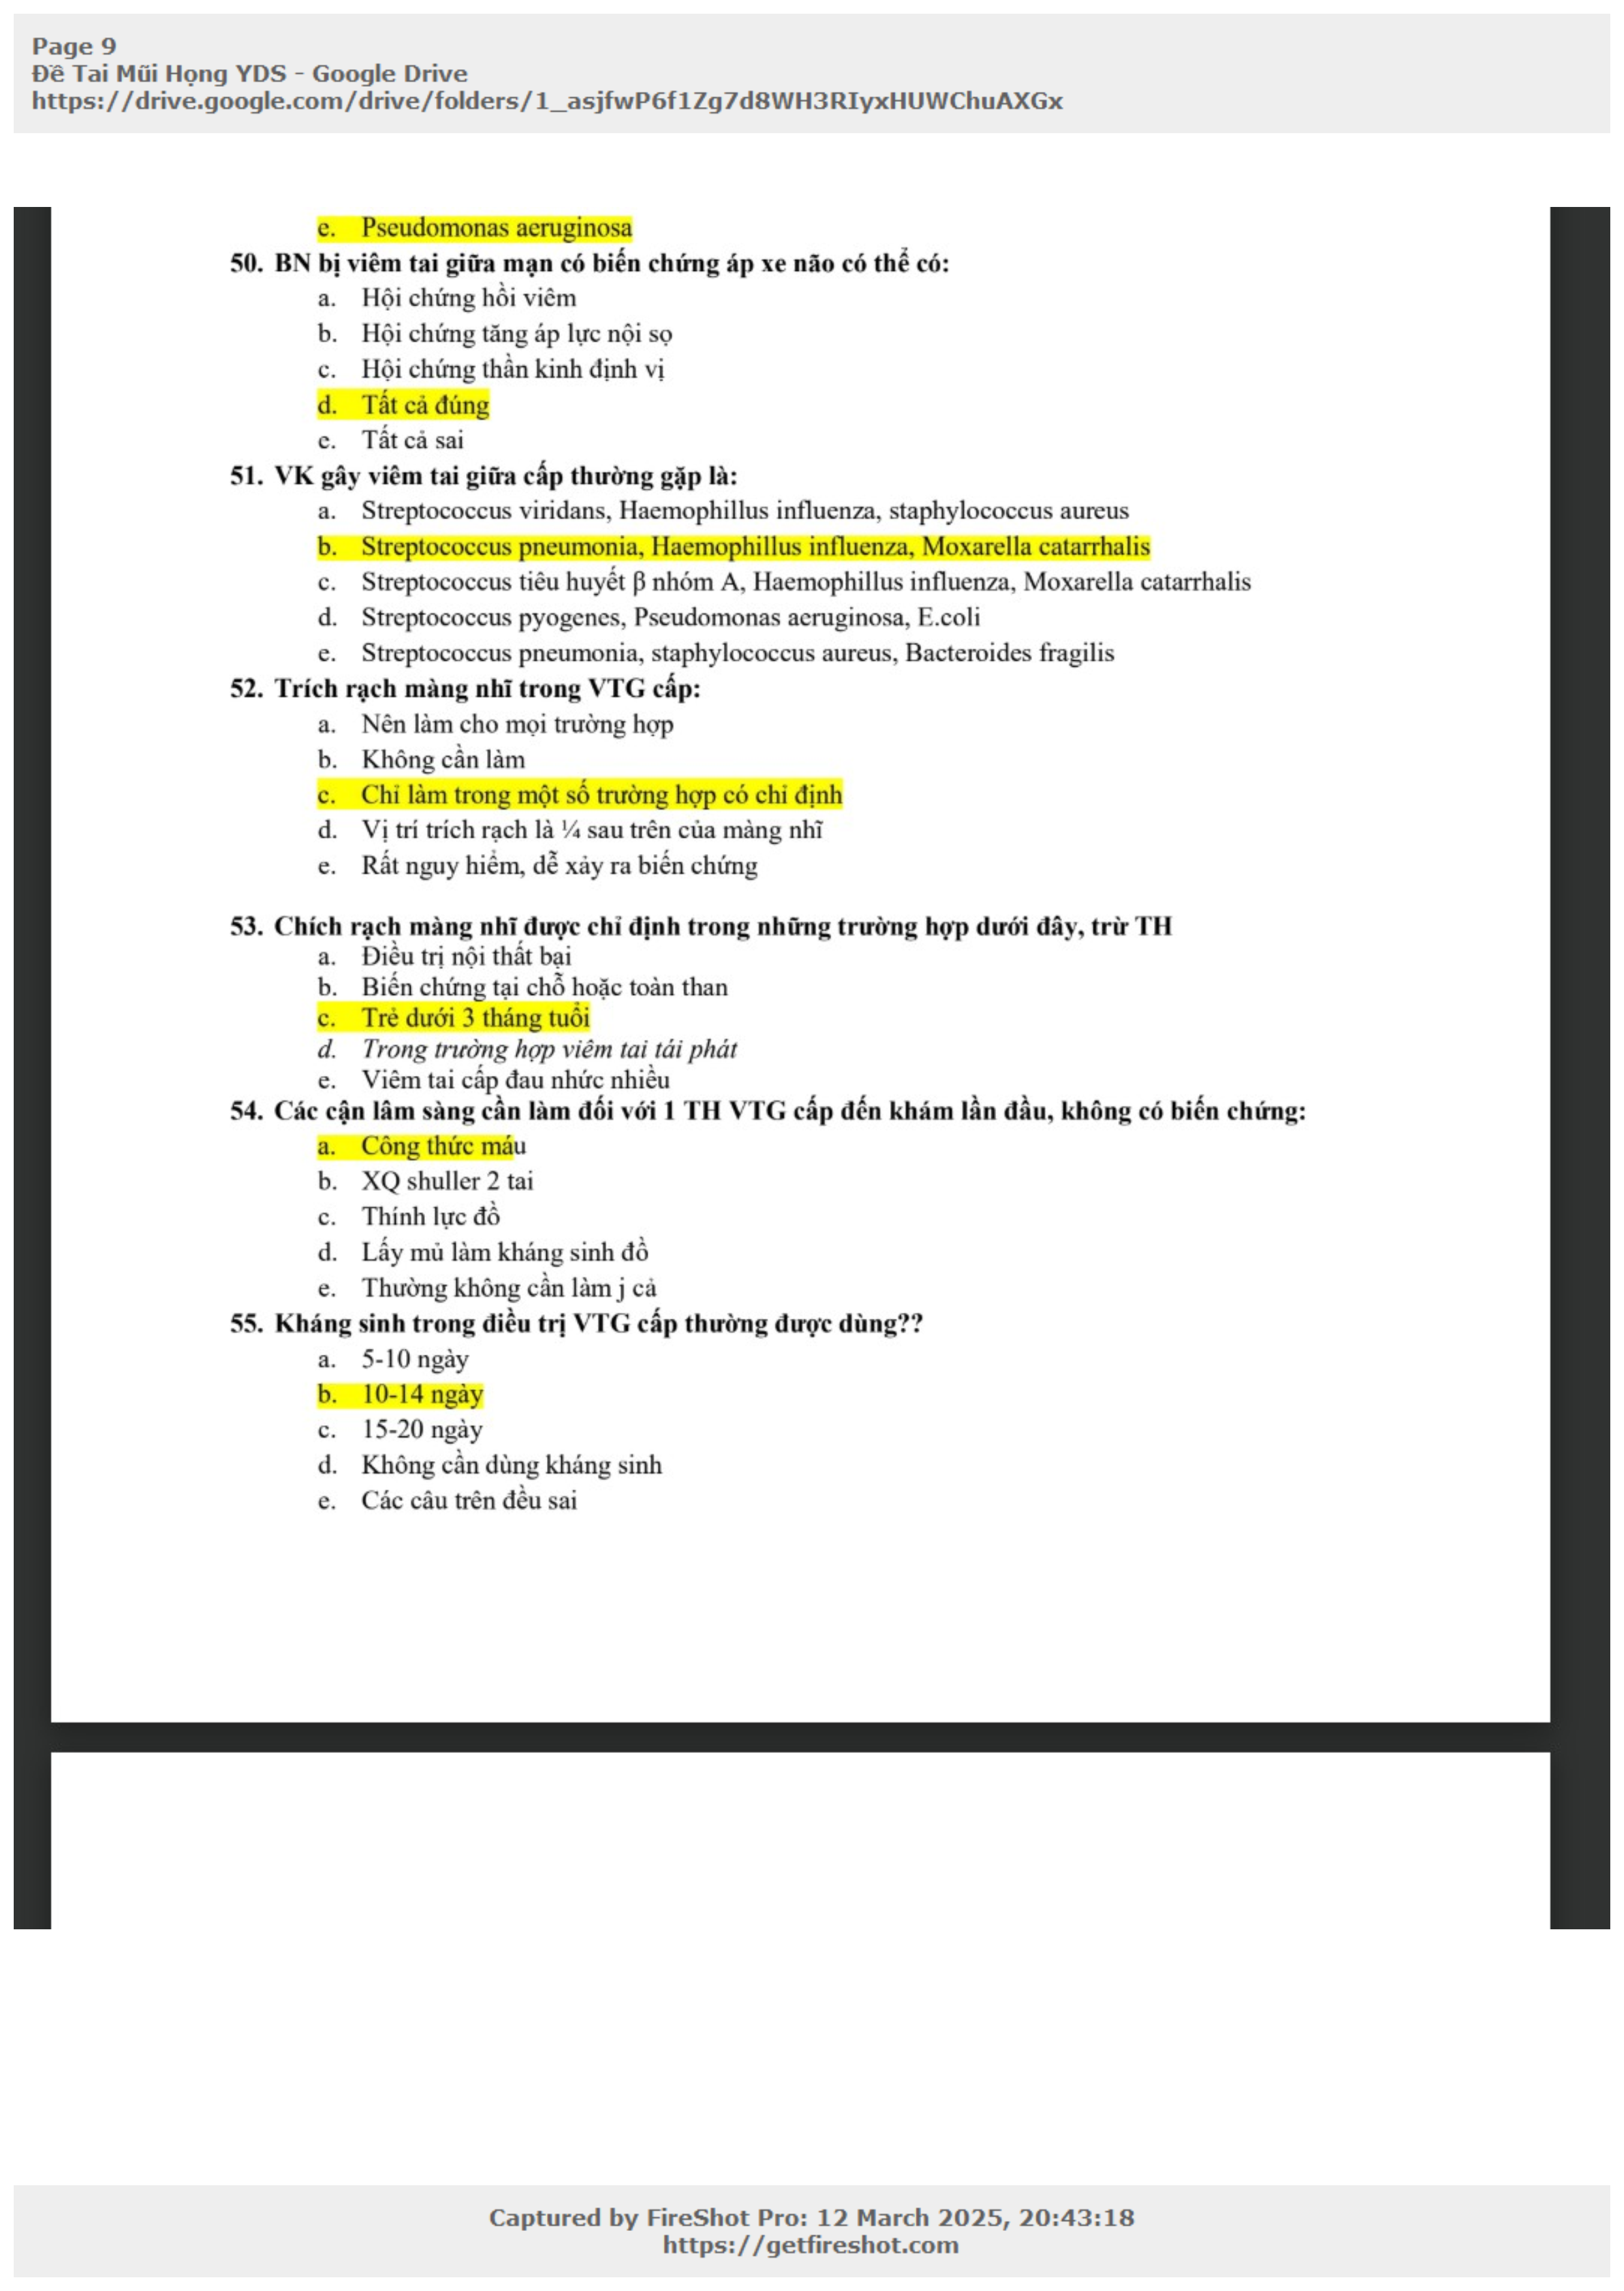 Page 9
Đề Tai Mũi Họng YDS - Google Drive
https://drive.google.com/drive/folders/1_asjfwP6f1Zg7d8WH3RIyxHUWChuAXGx
e. Pseudomonas aeruginosa
50. BN bị viêm tai giữa mạn có biến chứng áp xe não có thể có:
a. Hội chứng hồi viêm
b. Hội chứng tăng áp lực nội sọ
c. Hội chứng thần kinh định vị
d. Tất cả đúng
e. Tất cả sai
51. VK gây viêm tai giữa cấp thường gặp là:
a. Streptococcus viridans, Haemophillus influenza, staphylococcus aureus
b. Streptococcus pneumonia, Haemophillus influenza, Moxarella catarrhalis
c. Streptococcus tiêu huyết β nhóm A, Haemophillus influenza, Moxarella catarrhalis
d. Streptococcus pyogenes, Pseudomonas aeruginosa, E.coli
e. Streptococcus pneumonia, staphylococcus aureus, Bacteroides fragilis
52. Trích rạch màng nhĩ trong VTG cấp:
a. Nên làm cho mọi trường hợp
b. Không cần làm
c. Chỉ làm trong một số trường hợp có chỉ định
d. Vị trí trích rạch là ¼ sau trên của màng nhĩ
e. Rất nguy hiểm, dễ xảy ra biến chứng
53. Chích rạch màng nhĩ được chỉ định trong những trường hợp dưới đây, trừ TH
a. Điều trị nội thất bại
b. Biến chứng tại chỗ hoặc toàn than
c. Trẻ dưới 3 tháng tuổi
d. Trong trường hợp viêm tai tái phát
e. Viêm tai cấp đau nhức nhiều
54. Các cận lâm sàng cần làm đối với 1 TH VTG cấp đến khám lần đầu, không có biến chứng:
a. Công thức máu
b. XQ shuller 2 tai
c. Thính lực đồ
d. Lấy mủ làm kháng sinh đồ
e. Thường không cần làm j cả
55. Kháng sinh trong điều trị VTG cấp thường được dùng??
a. 5-10 ngày
b. 10-14 ngày
c. 15-20 ngày
d. Không cần dùng kháng sinh
e. Các câu trên đều sai
Captured by FireShot Pro: 12 March 2025, 20:43:18
https://getfireshot.com